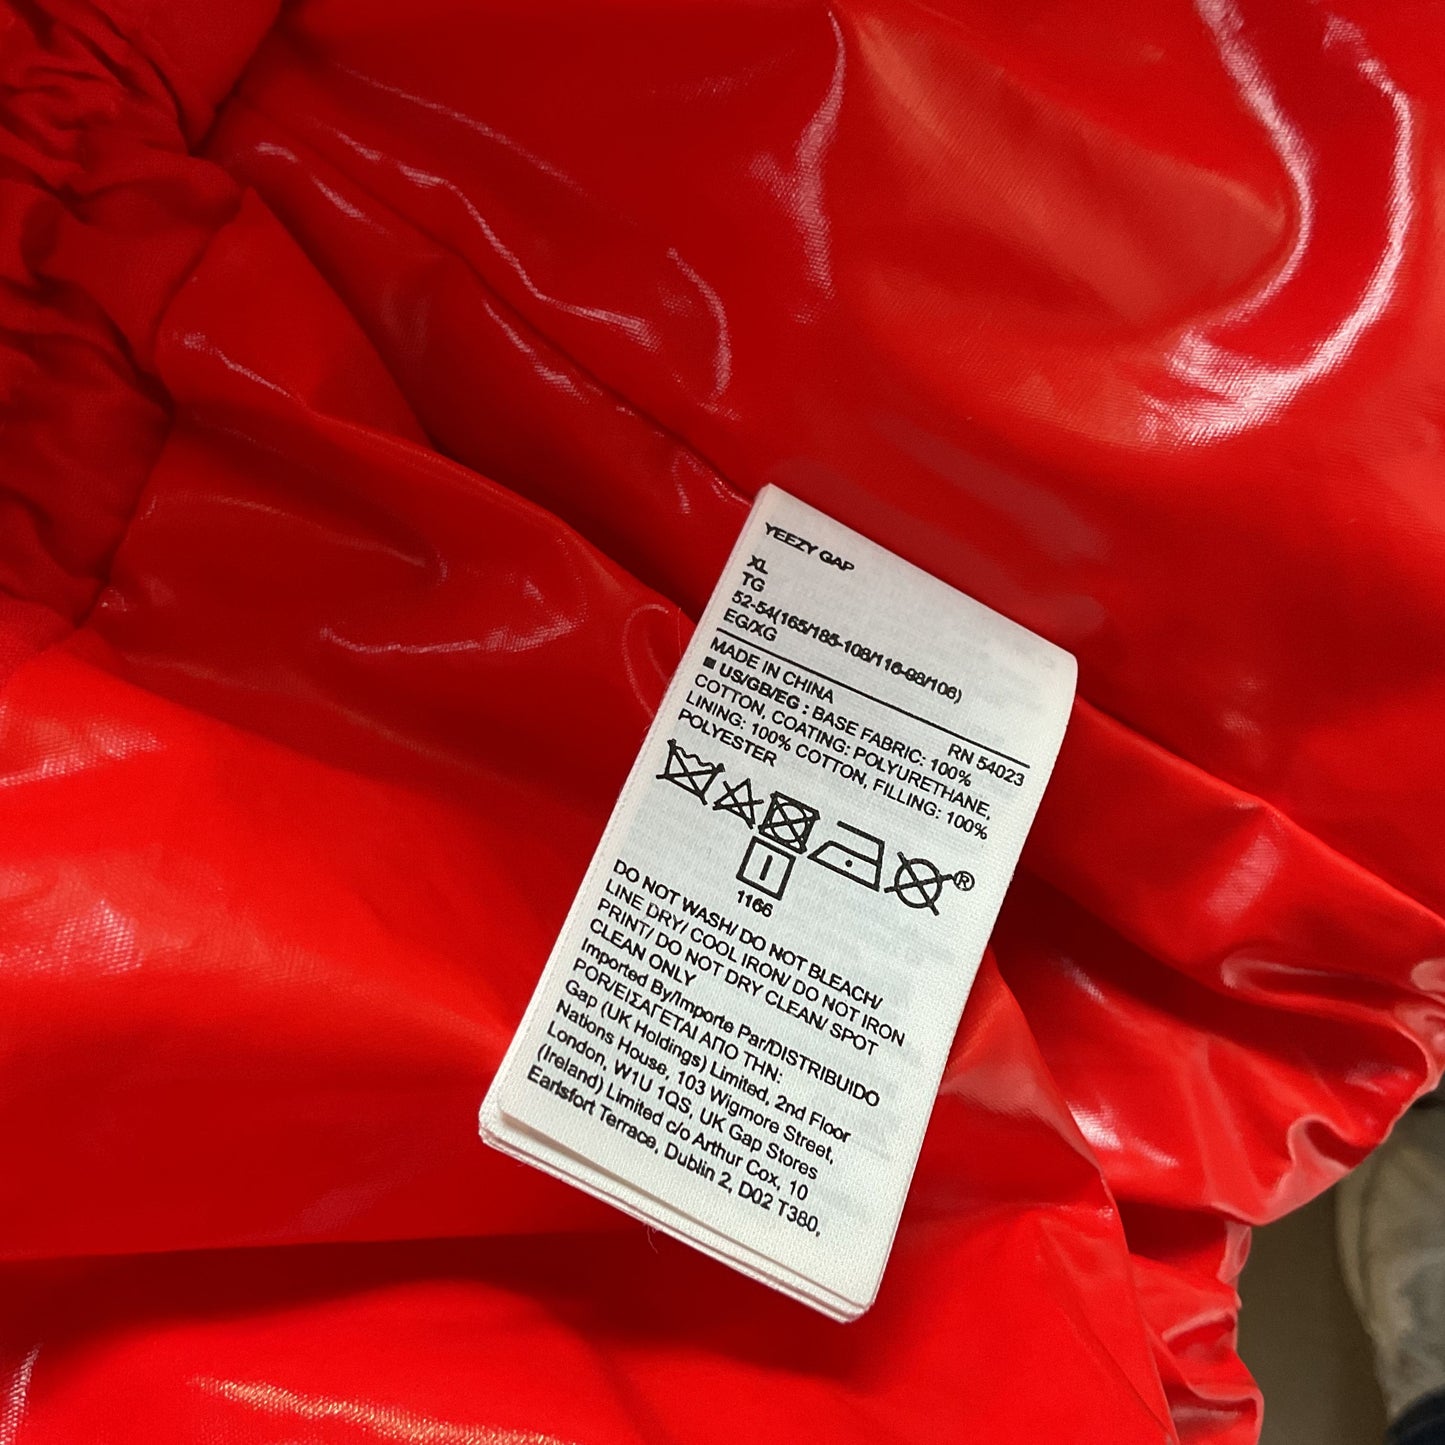 YEEZY GAP
XL
TG
52-54(165/185-108/116-98/106)
EG/XG
MADE IN CHINA
RN 54023
■ US/GB/EG : BASE FABRIC: 100%
COTTON, COATING: POLYURETHANE,
LINING: 100% COTTON, FILLING: 100%
POLYESTER
®
1166
DO NOT WASH/ DO NOT BLEACH/
LINE DRY/ COOL IRON/ DO NOT IRON
PRINT/ DO NOT DRY CLEAN/ SPOT
CLEAN ONLY
Imported By/Importe Par/DISTRIBUIDO
POR/ΕΙΣΑΓΕΤΑΙ ΑΠΟ ΤΗΝ:
Gap (UK Holdings) Limited, 2nd Floor
Nations House, 103 Wigmore Street,
London, W1U 1QS, UK Gap Stores
(Ireland) Limited c/o Arthur Cox, 10
Earlsfort Terrace, Dublin 2, D02 T380,